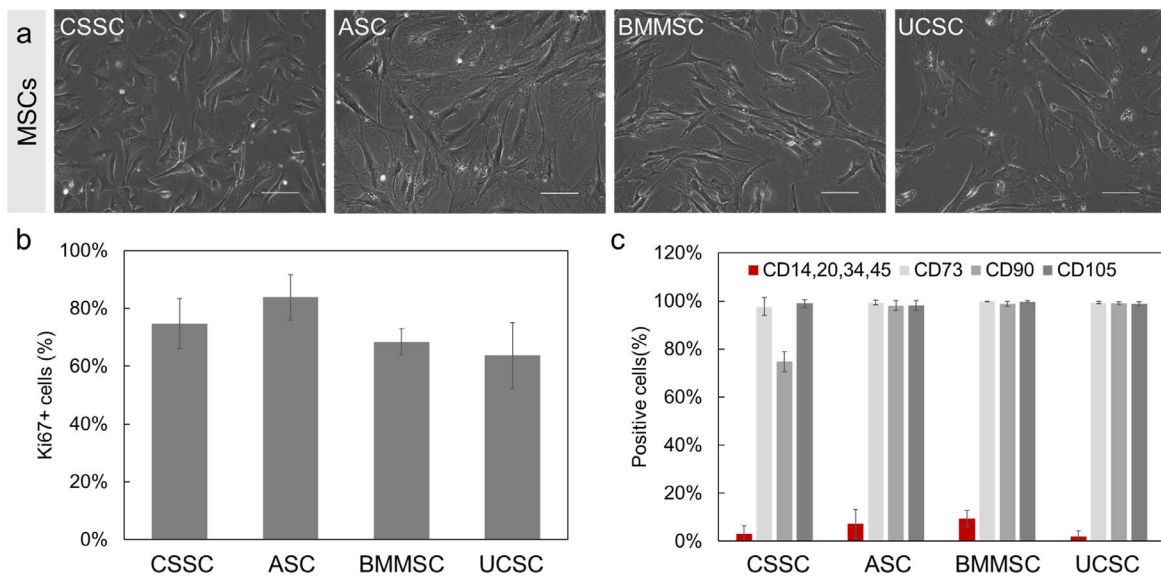 a
MSCs
CSSC
ASC
BMMSC
UCSC
b
Ki67+ cells (%)
100%
80%
60%
40%
20%
0%
CSSC
ASC
BMMSC
UCSC
c
Positive cells(%)
120%
100%
80%
60%
40%
20%
0%
CD14,20,34,45
CD73
CD90
CD105
CSSC
ASC
BMMSC
UCSC